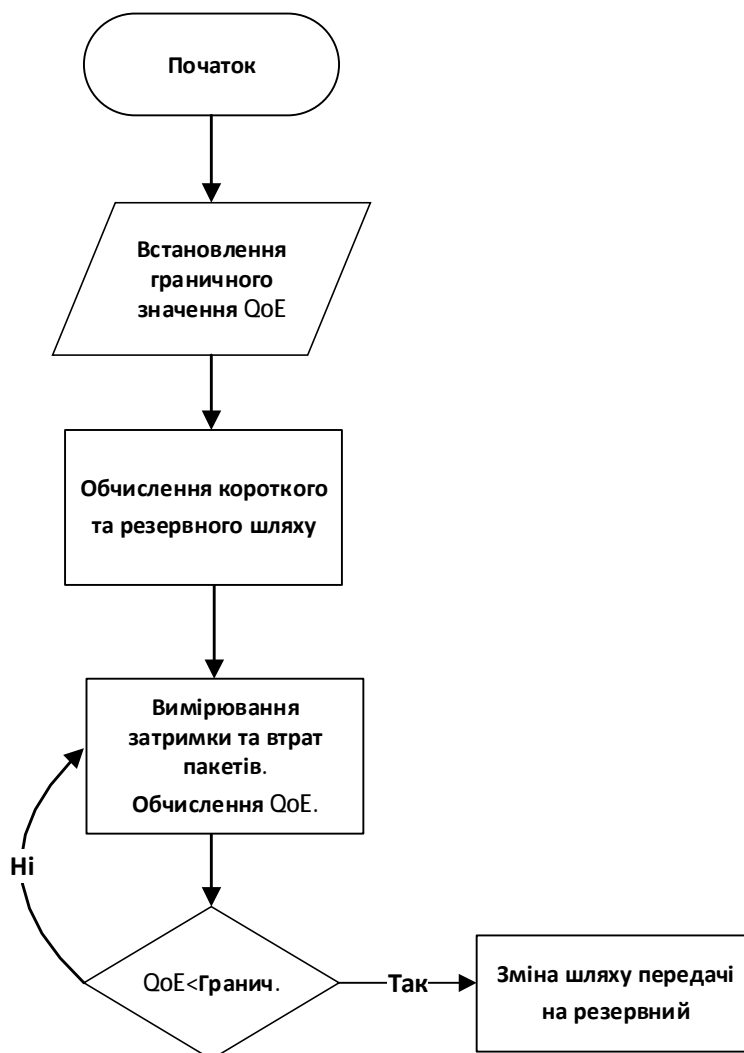 Початок
Встановлення
граничного
значення QoE
Обчислення короткого
та резервного шляху
Вимірювання
затримки та втрат
пакетів.
Обчислення QoE.
Ні
QoE<Гранич.
Так
Зміна шляху передачі
на резервний